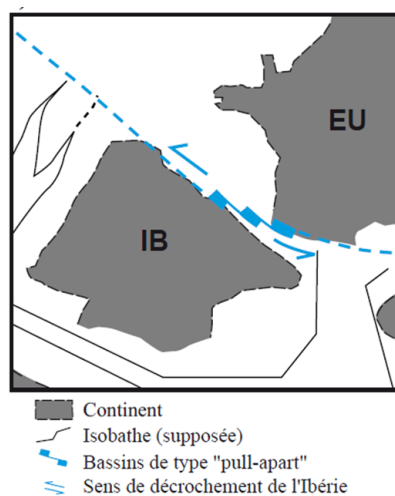 EU
IB
Continent
Isobathe (supposée)
Bassins de type "pull-apart"
Sens de décrochement de l'Ibérie